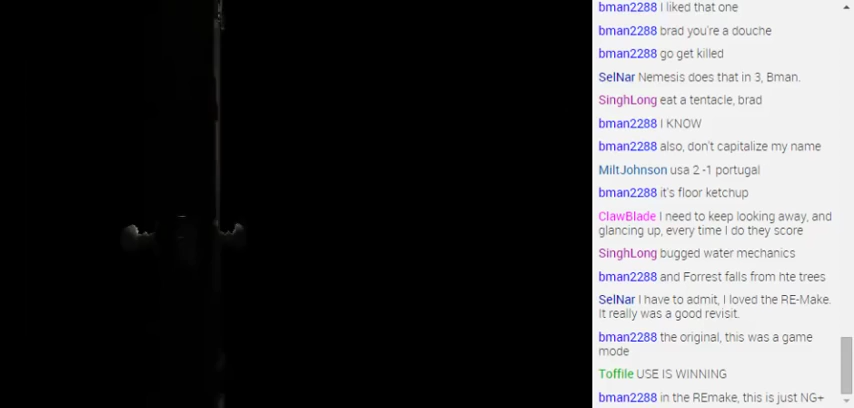 bman2288 I liked that one
bman2288 brad you're a douche
bman2288 go get killed
SelNar Nemesis does that in 3, Bman.
SinghLong eat a tentacle, brad
bman2288 I KNOW
bman2288 also, don't capitalize my name
MiltJohnson usa 2 -1 portugal
bman2288 it's floor ketchup
ClawBlade I need to keep looking away, and
glancing up, every time I do they score
SinghLong bugged water mechanics
bman2288 and Forrest falls from hte trees
SelNar I have to admit, I loved the RE-Make.
It really was a good revisit.
bman2288 the original, this was a game
mode
Toffile USE IS WINNING
bman2288 in the REmake, this is just NG+